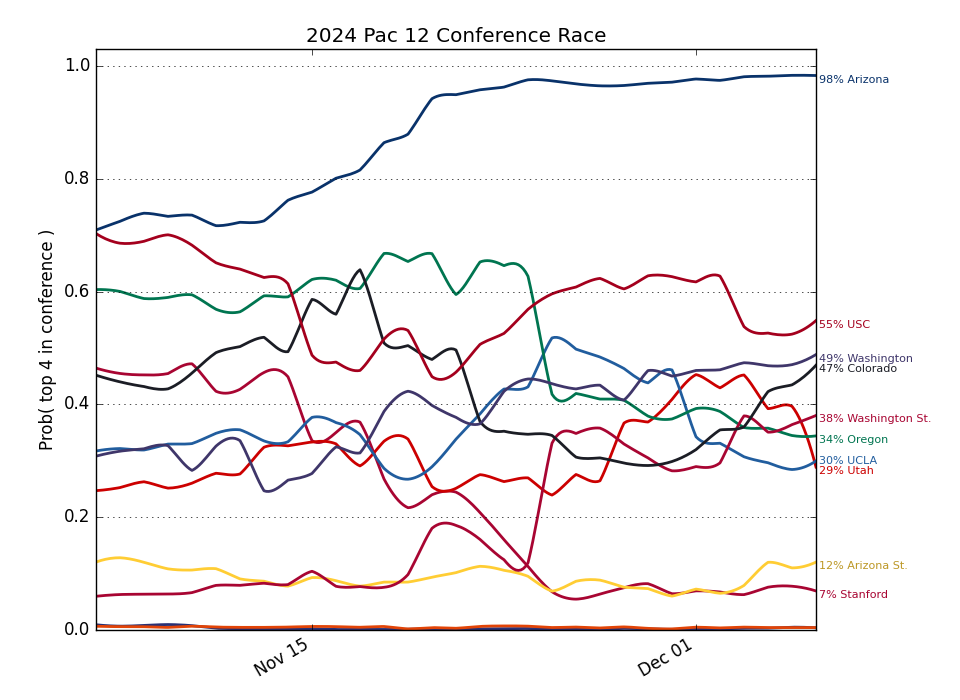 2024 Pac 12 Conference Race
Prob( top 4 in conference )
1.0
0.8
0.6
0.4
0.2
0.0
Nov 15
Dec 01
98% Arizona
55% USC
49% Washington
47% Colorado
38% Washington St.
34% Oregon
30% UCLA
29% Utah
12% Arizona St.
7% Stanford